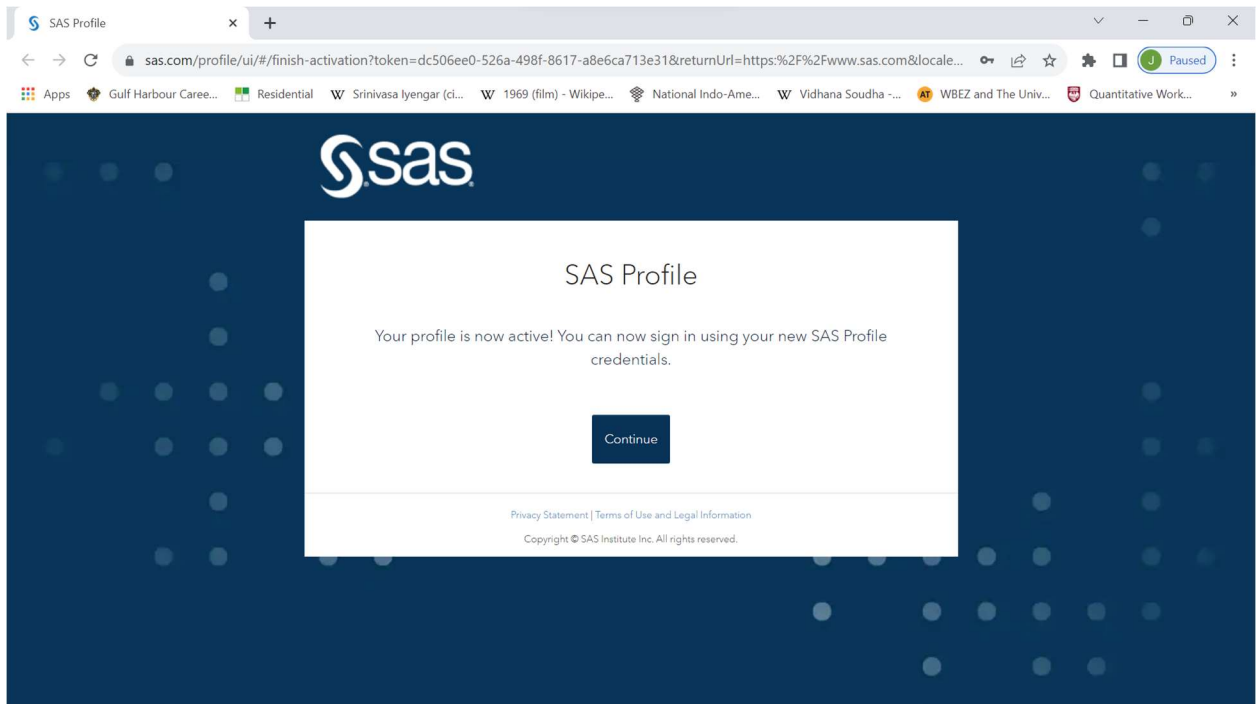 SAS Profile
sas.com/profile/ui/#/finish-activation?token=dc506ee0-526a-498f-8617-a8e6ca713e31&returnUrl=https:%2F%2Fwww.sas.com&locale...
J Paused
Apps Gulf Harbour Caree... Residential W Srinivasa Iyengar (ci... W 1969 (film) - Wikipe... National Indo-Ame... W Vidhana Soudha -... AT WBEZ and The Univ... Quantitative Work... »
sas
SAS Profile
Your profile is now active! You can now sign in using your new SAS Profile
credentials.
Continue
Privacy Statement | Terms of Use and Legal Information
Copyright © SAS Institute Inc. All rights reserved.